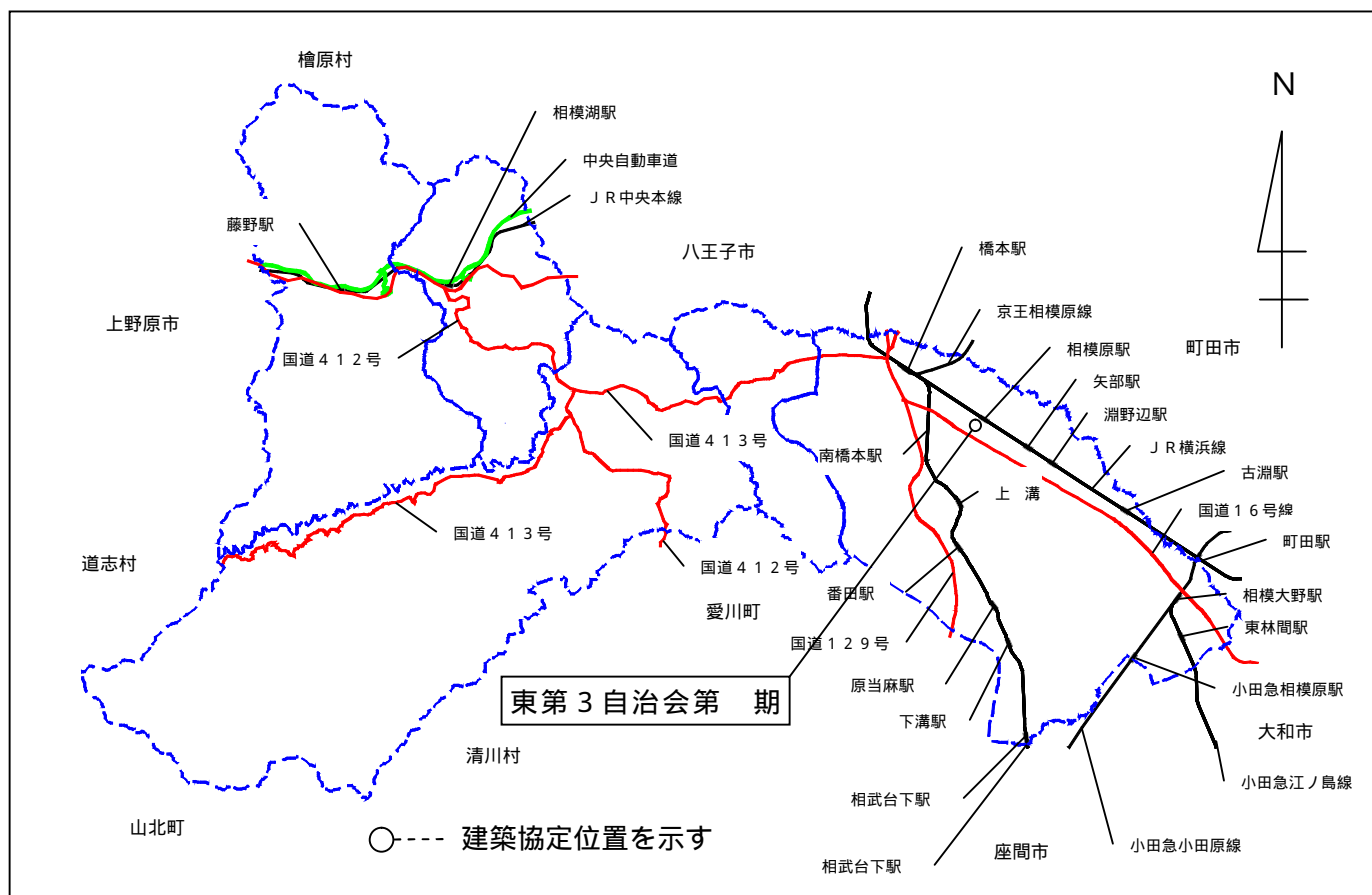 檜原村
N
相模湖駅
中央自動車道
ＪＲ中央本線
藤野駅
八王子市
橋本駅
京王相模原線
上野原市
相模原駅
町田市
国道４１２号
矢部駅
淵野辺駅
国道４１３号
南橋本駅
ＪＲ横浜線
古淵駅
上　溝
国道１６号線
国道４１３号
町田駅
道志村
国道４１２号
番田駅
相模大野駅
愛川町
東林間駅
国道１２９号
原当麻駅
小田急相模原駅
東第３自治会第　期
下溝駅
大和市
清川村
小田急江ノ島線
相武台下駅
山北町
建築協定位置を示す
小田急小田原線
座間市
相武台下駅